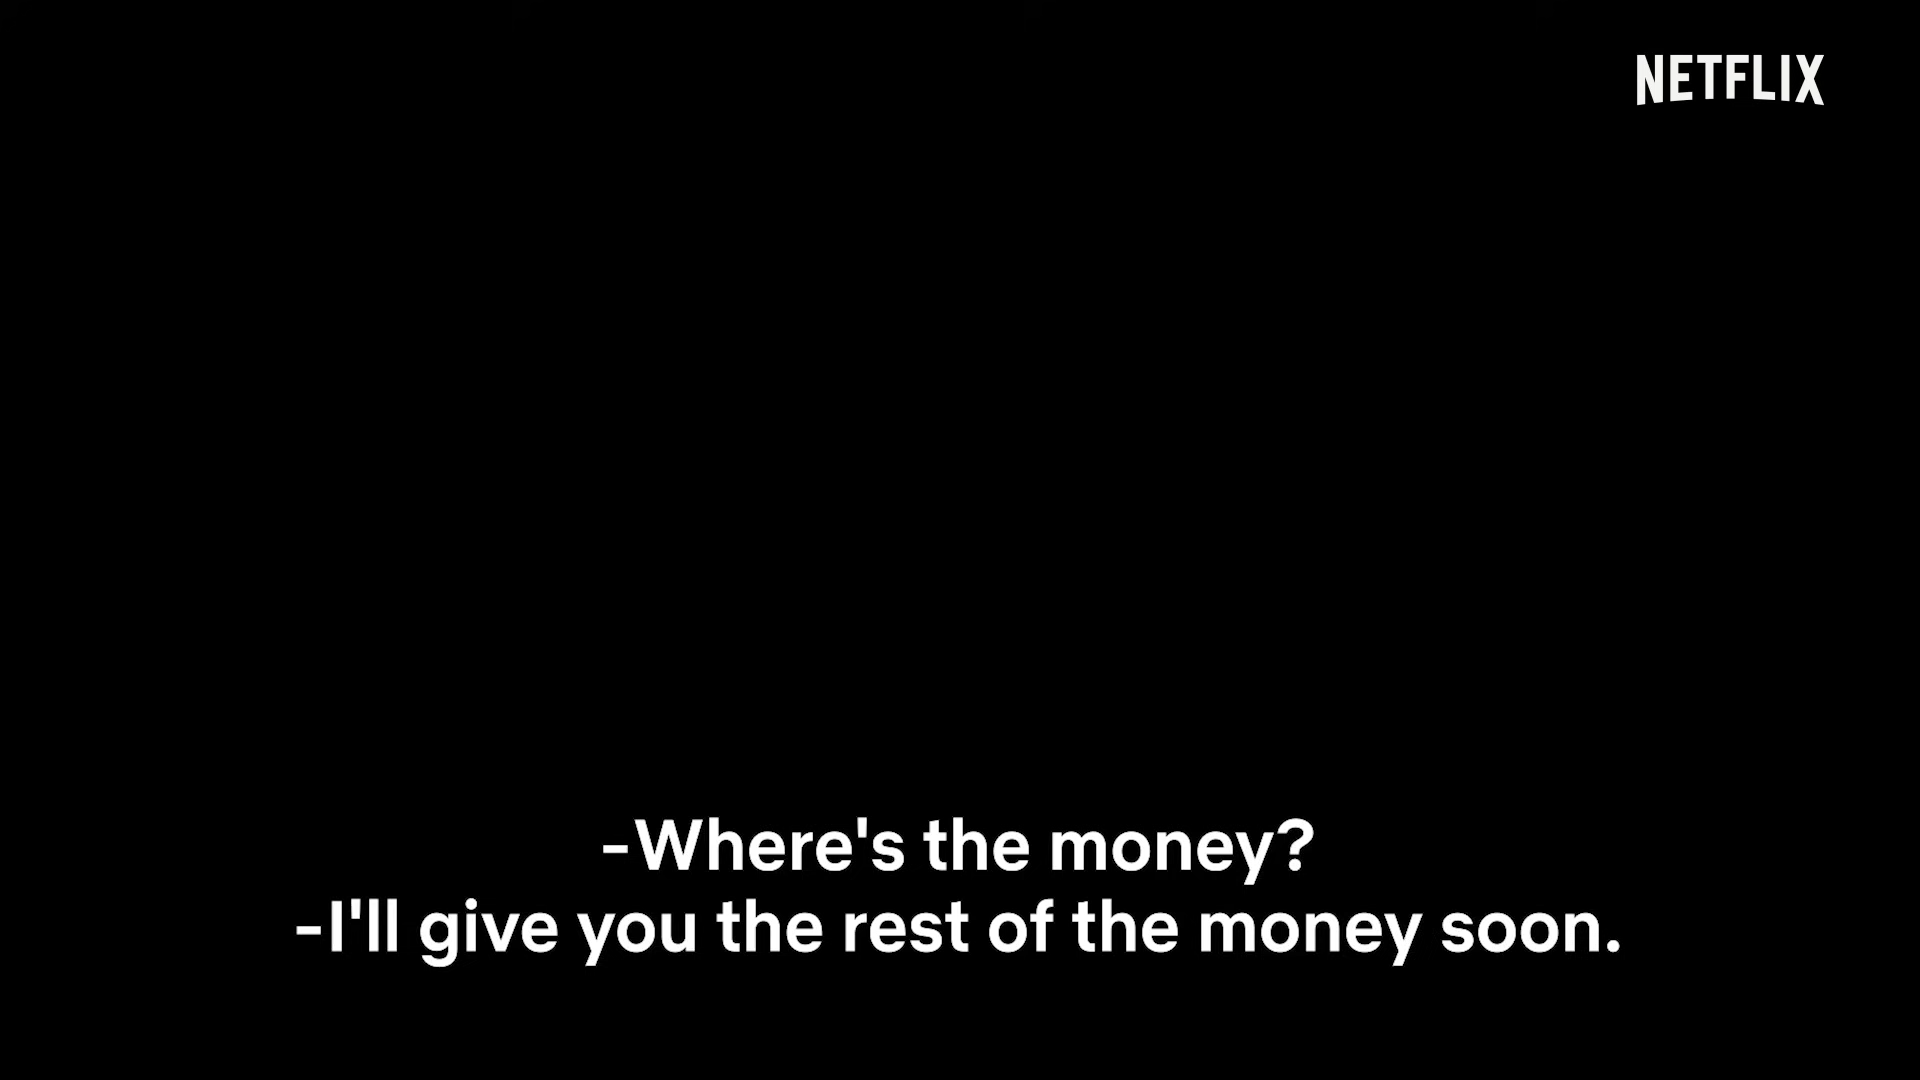 NETFLIX
-Where's the money?
-I'll give you the rest of the money soon.